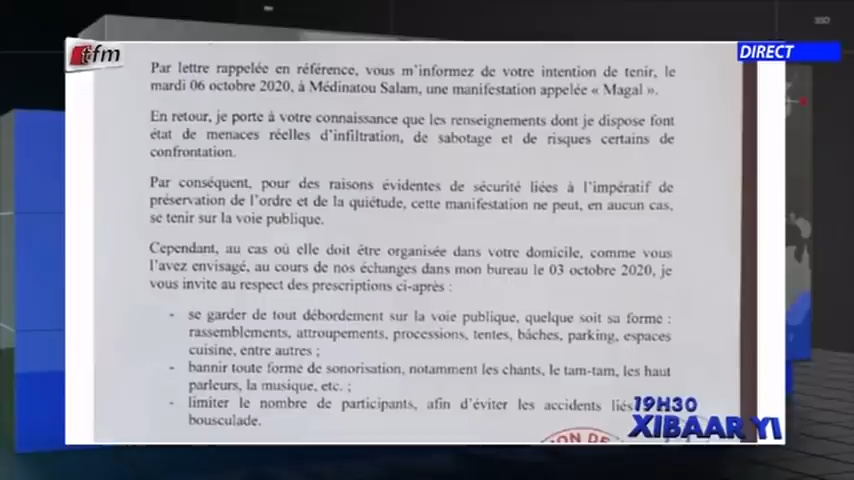 tfm
DIRECT
Par lettre rappelée en référence, vous m'informez de votre intention de tenir, le
mardi 06 octobre 2020, à Médinatou Salam, une manifestation appelée « Magal ».
En retour, je porte à votre connaissance que les renseignements dont je dispose font
état de menaces réelles d'infiltration, de sabotage et de risques certains de
confrontation.
Par conséquent, pour des raisons évidentes de sécurité liées à l'impératif de
préservation de l'ordre et de la quiétude, cette manifestation ne peut, en aucun cas,
se tenir sur la voie publique.
Cependant, au cas où elle doit être organisée dans votre domicile, comme vous
l'avez envisagé, au cours de nos échanges dans mon bureau le 03 octobre 2020, je
vous invite au respect des prescriptions ci-après :
- se garder de tout débordement sur la voie publique, quelque soit sa forme :
rassemblements, attroupements, processions, tentes, bâches, parking, espaces
cuisine, entre autres ;
- bannir toute forme de sonorisation, notamment les chants, le tam-tam, les haut
parleurs, la musique, etc. ;
- limiter le nombre de participants, afin d'éviter les accidents liés
bousculade.
19H30
XIBAAR YI
ION DE